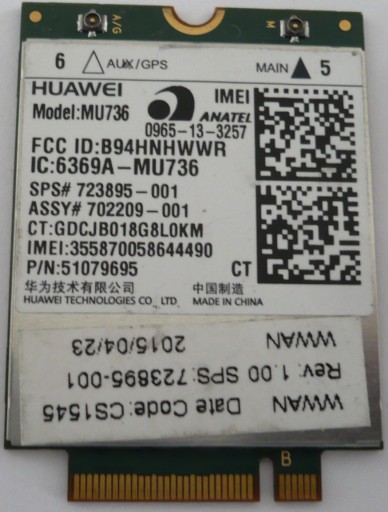 A/G
M
6 AUX/GPS MAIN 5
HUAWEI
IMEI
Model:MU736
ANATEL
0965-13-3257
FCC ID:B94HNHWWR
IC:6369A-MU736
SPS# 723895-001
ASSY# 702209-001
CT:GDCJB018G8L0KM
IMEI:355870058644490
P/N:51079695 CT
华为技术有限公司 中国制造
HUAWEI TECHNOLOGIES CO., LTD. MADE IN CHINA
WWAN Date Code:CS1545
Rev: 1.00 SPS:723895-001
WWAN 2015/04/23
B